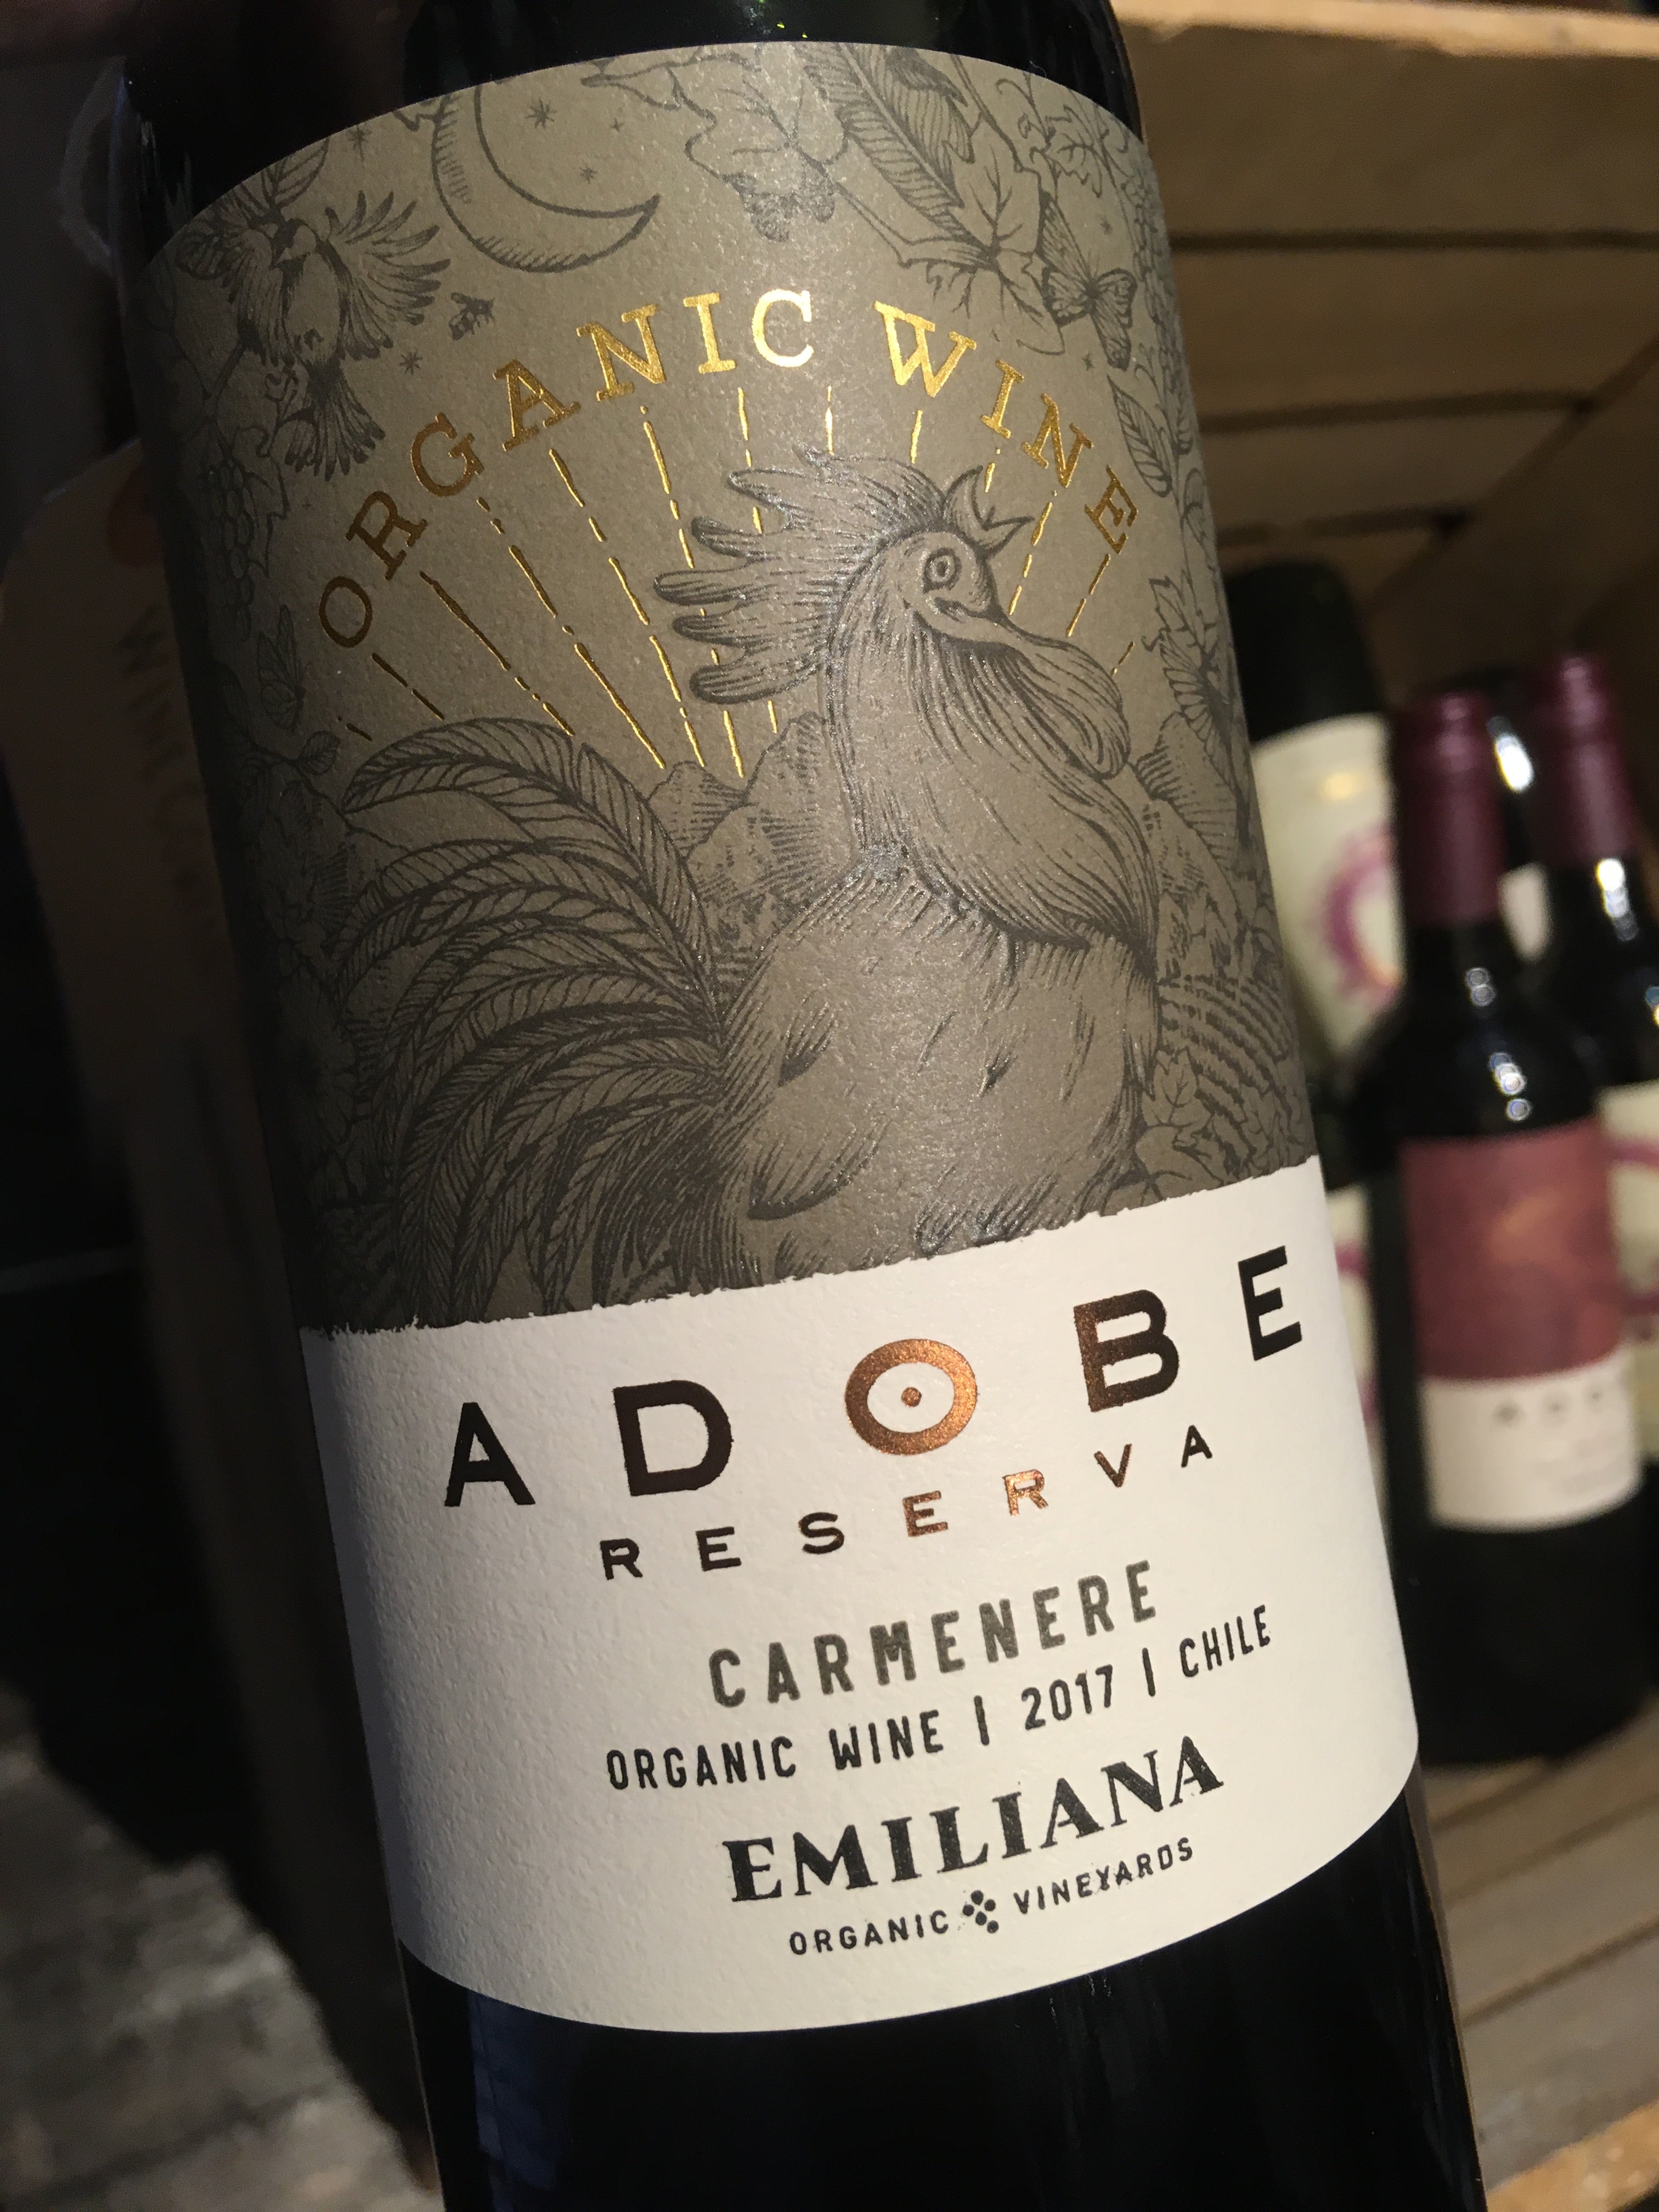 ORGANIC WINE
ADOBE
RESERVA
CARMENERE
ORGANIC WINE | 2017 | CHILE
EMILIANA
ORGANIC VINEYARDS